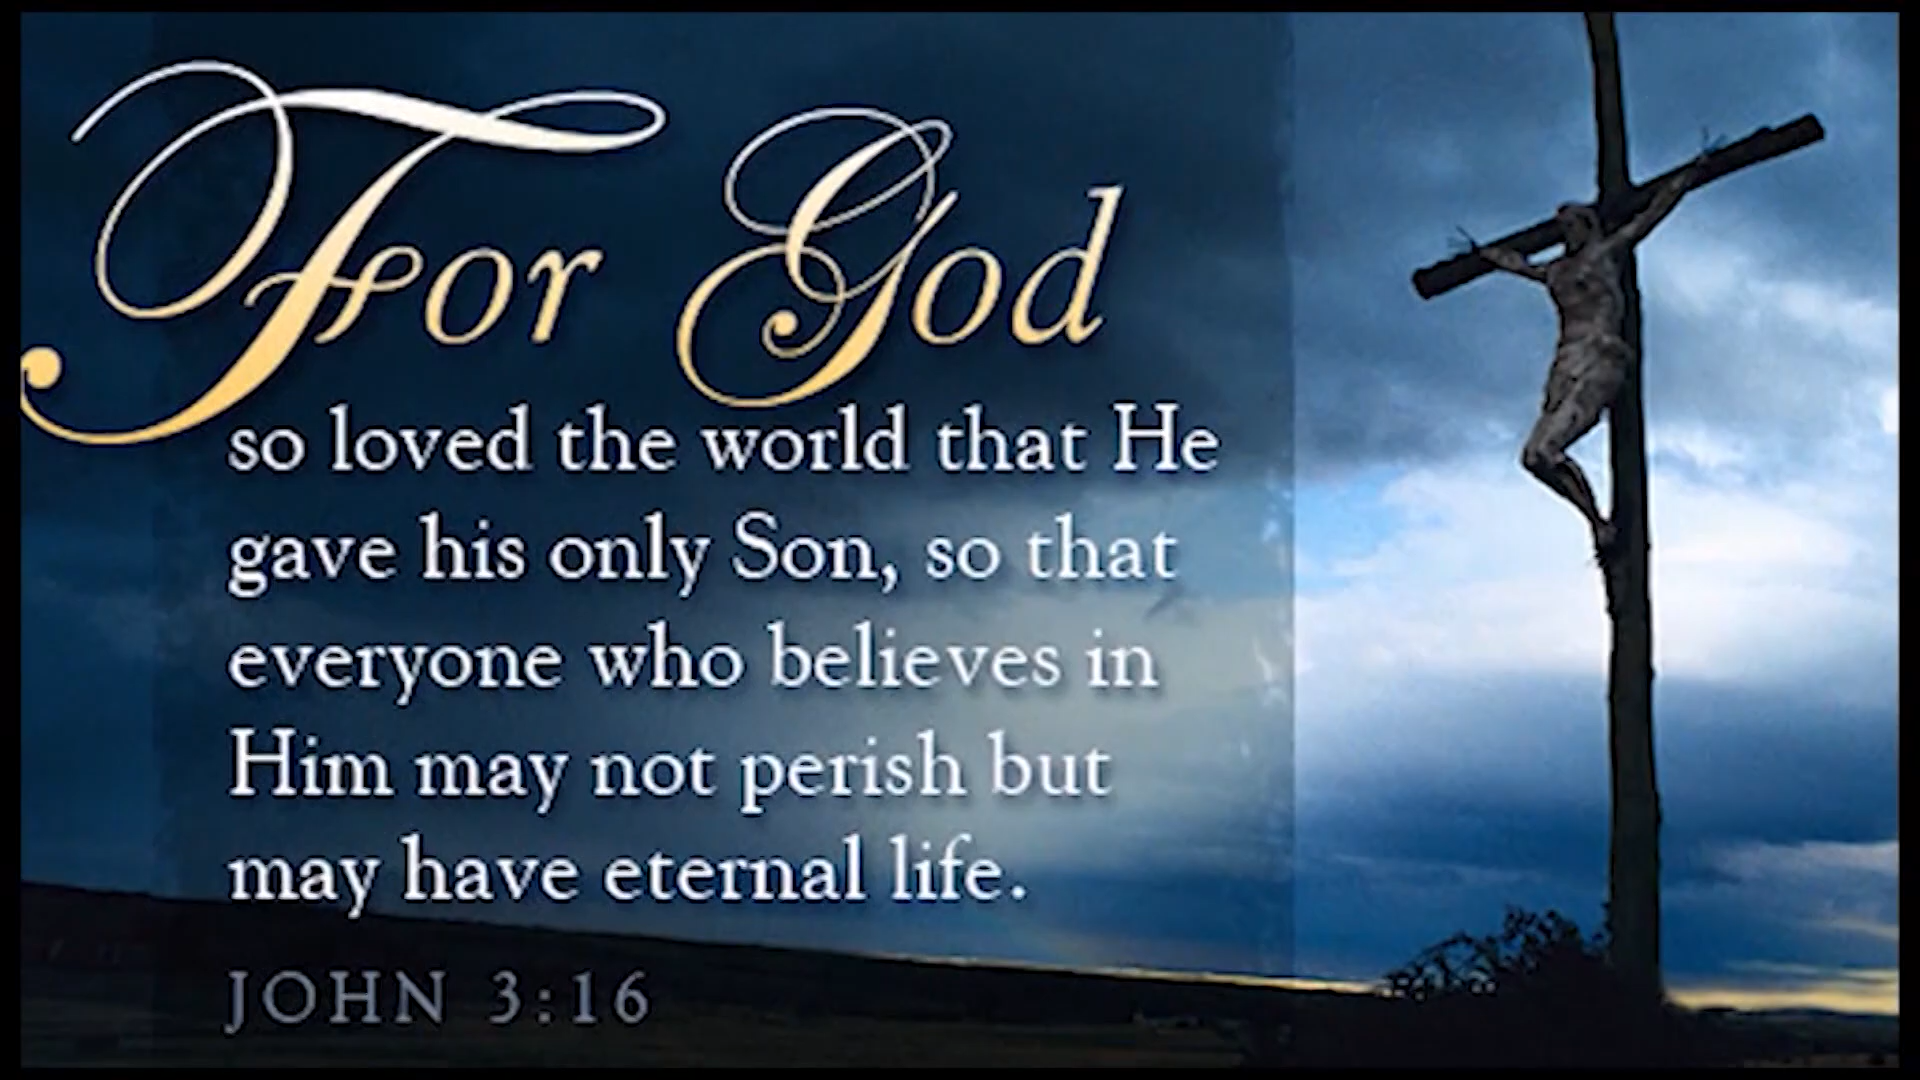 For God
so loved the world that He
gave his only Son, so that
everyone who believes in
Him may not perish but
may have eternal life.
JOHN 3:16